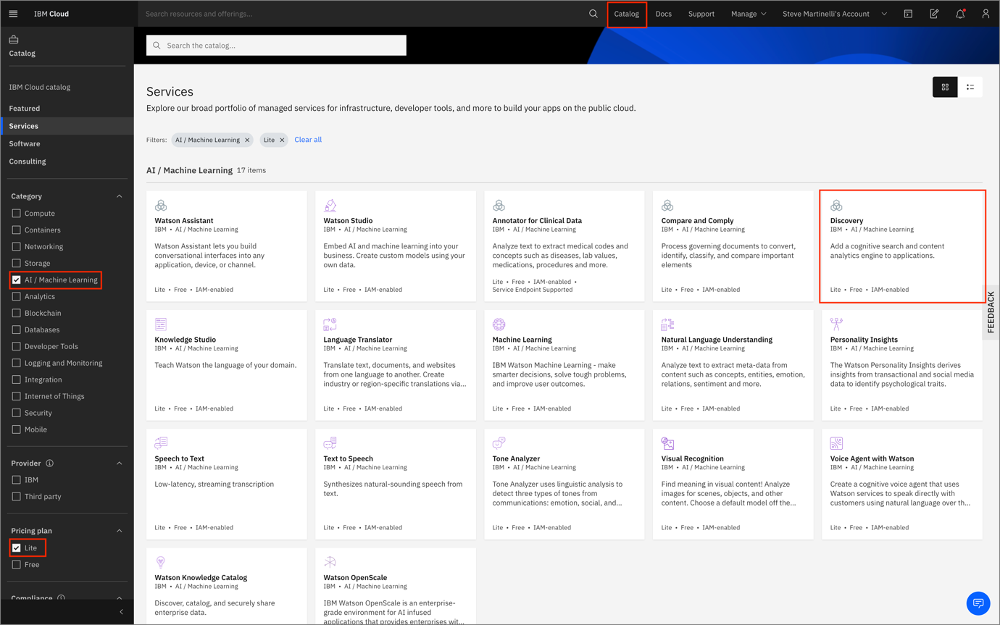 IBM Cloud
Search resources and offerings...
Catalog
Docs
Support
Manage
Steve Martinelli's Account
Catalog
IBM Cloud catalog
Featured
Services
Software
Consulting
Category
Compute
Containers
Networking
Storage
AI / Machine Learning
Analytics
Blockchain
Databases
Developer Tools
Logging and Monitoring
Integration
Internet of Things
Security
Mobile
Provider
IBM
Third party
Pricing plan
Lite
Free
Compliance
Search the catalog...
Services
Explore our broad portfolio of managed services for infrastructure, developer tools, and more to build your apps on the public cloud.
Filters: AI / Machine Learning Lite Clear all
AI / Machine Learning 17 items
Watson Assistant
IBM • AI / Machine Learning
Watson Assistant lets you build
conversational interfaces into any
application, device, or channel.
Lite • Free • IAM-enabled
Watson Studio
IBM • AI / Machine Learning
Embed AI and machine learning into your
business. Create custom models using your
own data.
Lite • Free • IAM-enabled
Annotator for Clinical Data
IBM • AI / Machine Learning
Analyze text to extract medical codes and
concepts such as diseases, lab values,
medications, procedures and more.
Lite • Free • IAM-enabled •
Service Endpoint Supported
Compare and Comply
IBM • AI / Machine Learning
Process governing documents to convert,
identify, classify, and compare important
elements
Lite • Free • IAM-enabled
Discovery
IBM • AI / Machine Learning
Add a cognitive search and content
analytics engine to applications.
Lite • Free • IAM-enabled
Knowledge Studio
IBM • AI / Machine Learning
Teach Watson the language of your domain.
Lite • Free • IAM-enabled
Language Translator
IBM • AI / Machine Learning
Translate text, documents, and websites
from one language to another. Create
industry or region-specific translations via...
Lite • Free • IAM-enabled
Machine Learning
IBM • AI / Machine Learning
IBM Watson Machine Learning - make
smarter decisions, solve tough problems,
and improve user outcomes.
Lite • Free • IAM-enabled
Natural Language Understanding
IBM • AI / Machine Learning
Analyze text to extract meta-data from
content such as concepts, entities, emotion,
relations, sentiment and more.
Lite • Free • IAM-enabled
Personality Insights
IBM • AI / Machine Learning
The Watson Personality Insights derives
insights from transactional and social media
data to identify psychological traits.
Lite • Free • IAM-enabled
Speech to Text
IBM • AI / Machine Learning
Low-latency, streaming transcription
Lite • Free • IAM-enabled
Text to Speech
IBM • AI / Machine Learning
Synthesizes natural-sounding speech from
text.
Lite • Free • IAM-enabled
Tone Analyzer
IBM • AI / Machine Learning
Tone Analyzer uses linguistic analysis to
detect three types of tones from
communications: emotion, social, and...
Lite • Free • IAM-enabled
Visual Recognition
IBM • AI / Machine Learning
Find meaning in visual content! Analyze
images for scenes, objects, and other
content. Choose a default model off the...
Lite • Free • IAM-enabled
Voice Agent with Watson
IBM • AI / Machine Learning
Create a cognitive voice agent that uses
Watson services to speak directly with
customers using natural language over th...
Lite • Free • IAM-enabled
Watson Knowledge Catalog
IBM • AI / Machine Learning
Discover, catalog, and securely share
enterprise data.
Watson OpenScale
IBM • AI / Machine Learning
IBM Watson OpenScale is an enterprise-
grade environment for AI infused
applications that provides enterprises wit...
FEEDBACK